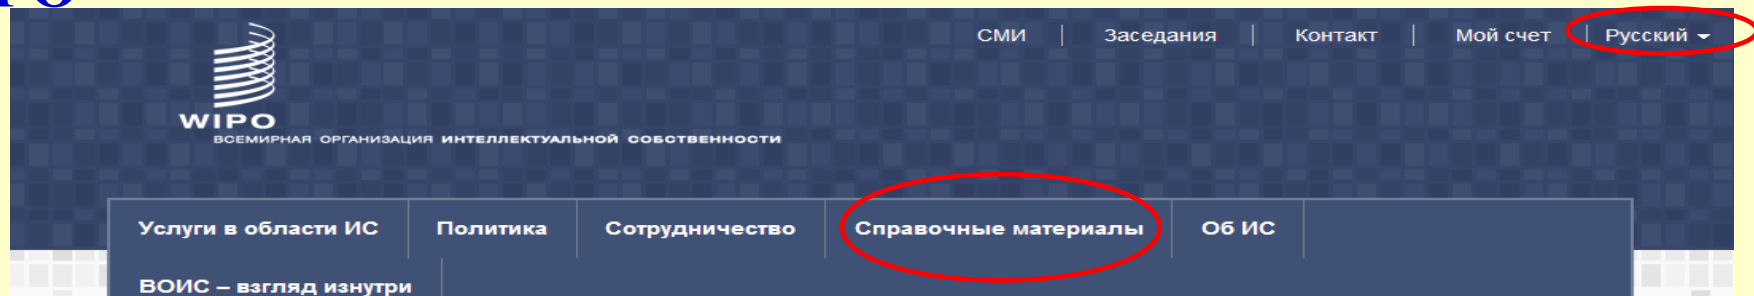 СМИ | Заседания | Контакт | Мой счет | Русский
WIPO
ВСЕМИРНАЯ ОРГАНИЗАЦИЯ ИНТЕЛЛЕКТУАЛЬНОЙ СОБСТВЕННОСТИ
Услуги в области ИС Политика Сотрудничество Справочные материалы Об ИС
ВОИС – взгляд изнутри